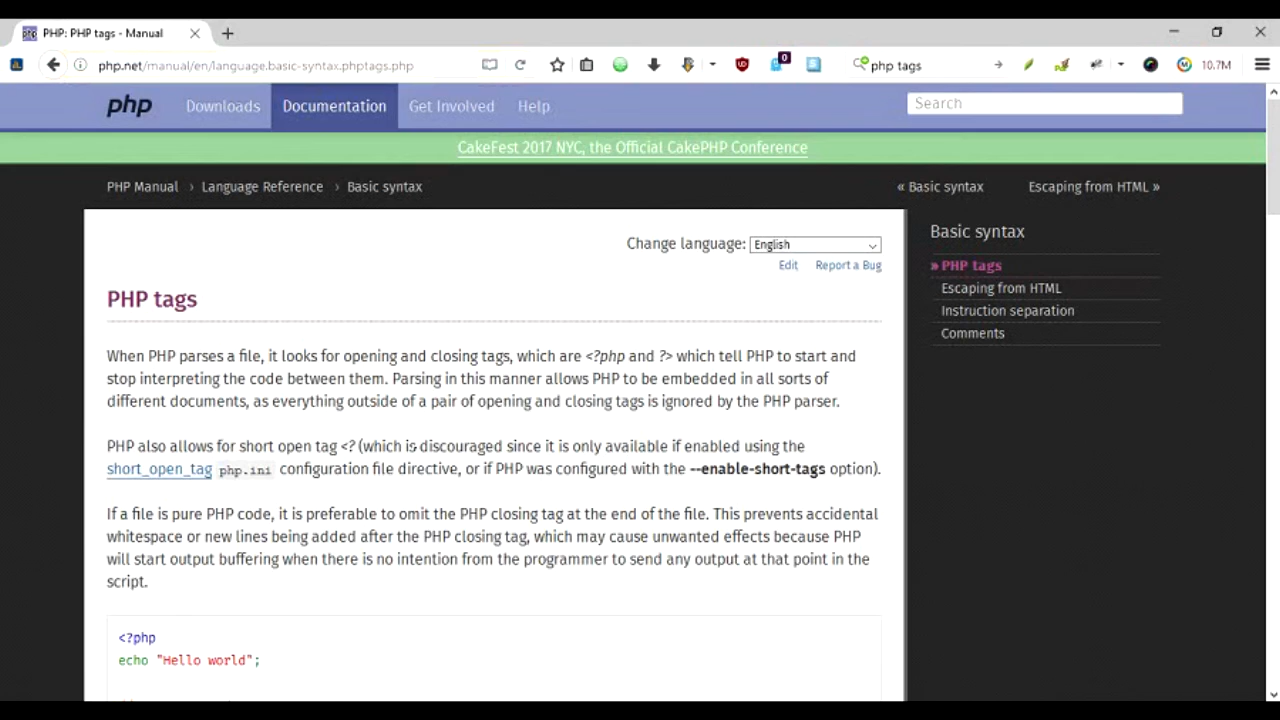 PHP: PHP tags - Manual
php.net/manual/en/language.basic-syntax.phptags.php
0
php tags
10.7M
php Downloads Documentation Get Involved Help Search
CakeFest 2017 NYC, the Official CakePHP Conference
PHP Manual › Language Reference › Basic syntax « Basic syntax Escaping from HTML »
Change language: English
Edit Report a Bug
PHP tags
When PHP parses a file, it looks for opening and closing tags, which are <?php and ?> which tell PHP to start and
stop interpreting the code between them. Parsing in this manner allows PHP to be embedded in all sorts of
different documents, as everything outside of a pair of opening and closing tags is ignored by the PHP parser.
PHP also allows for short open tag <? (which is discouraged since it is only available if enabled using the
short_open_tag php.ini configuration file directive, or if PHP was configured with the --enable-short-tags option).
If a file is pure PHP code, it is preferable to omit the PHP closing tag at the end of the file. This prevents accidental
whitespace or new lines being added after the PHP closing tag, which may cause unwanted effects because PHP
will start output buffering when there is no intention from the programmer to send any output at that point in the
script.
<?php
echo "Hello world";
Basic syntax
» PHP tags
Escaping from HTML
Instruction separation
Comments